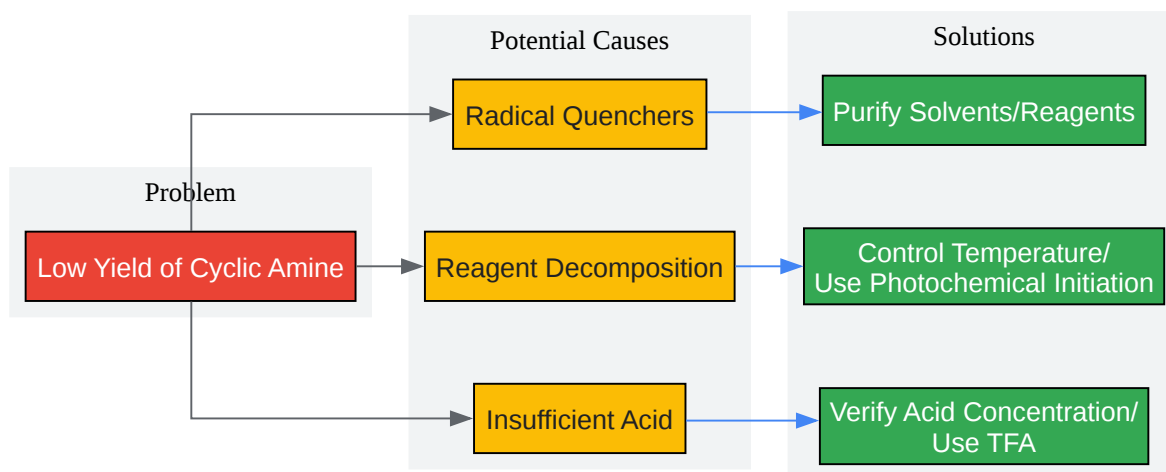 Potential Causes
Solutions
Radical Quenchers
Purify Solvents/Reagents
Problem
Low Yield of Cyclic Amine
Reagent Decomposition
Control Temperature/
Use Photochemical Initiation
Insufficient Acid
Verify Acid Concentration/
Use TFA